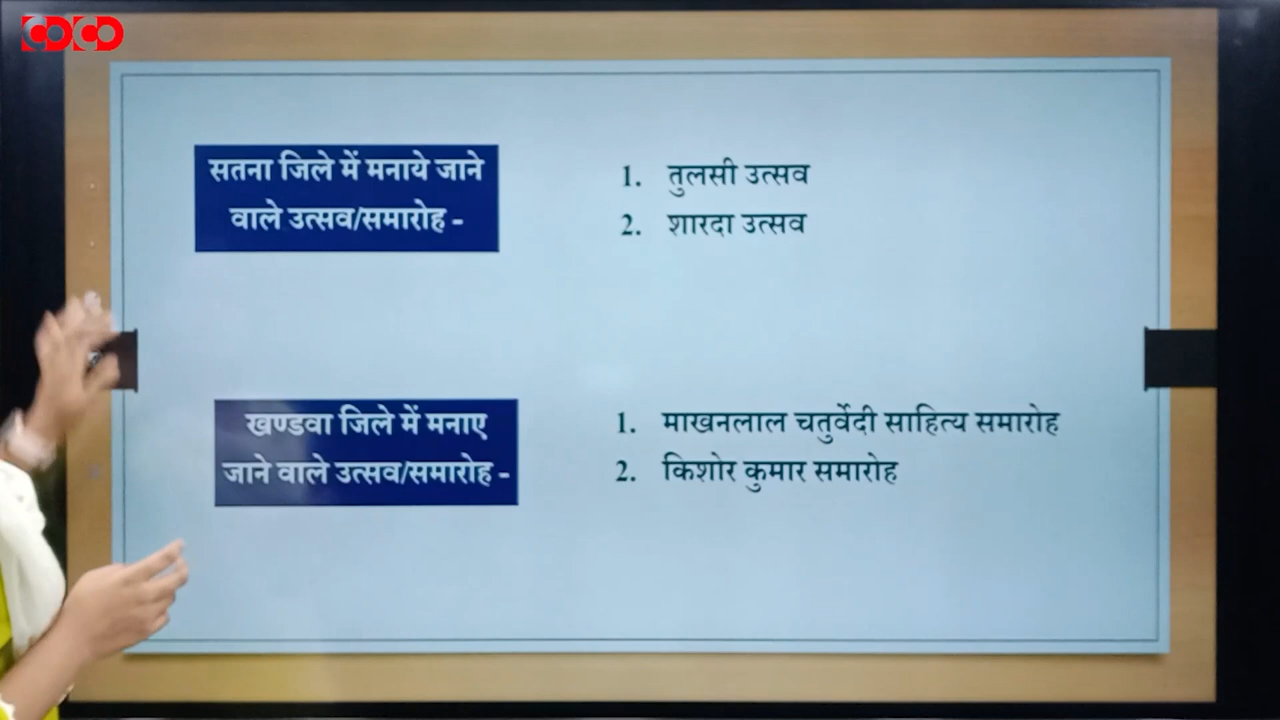 COCO
सतना जिले में मनाये जाने
वाले उत्सव/समारोह -
1. तुलसी उत्सव
2. शारदा उत्सव
खण्डवा जिले में मनाए
जाने वाले उत्सव/समारोह -
1. माखनलाल चतुर्वेदी साहित्य समारोह
2. किशोर कुमार समारोह